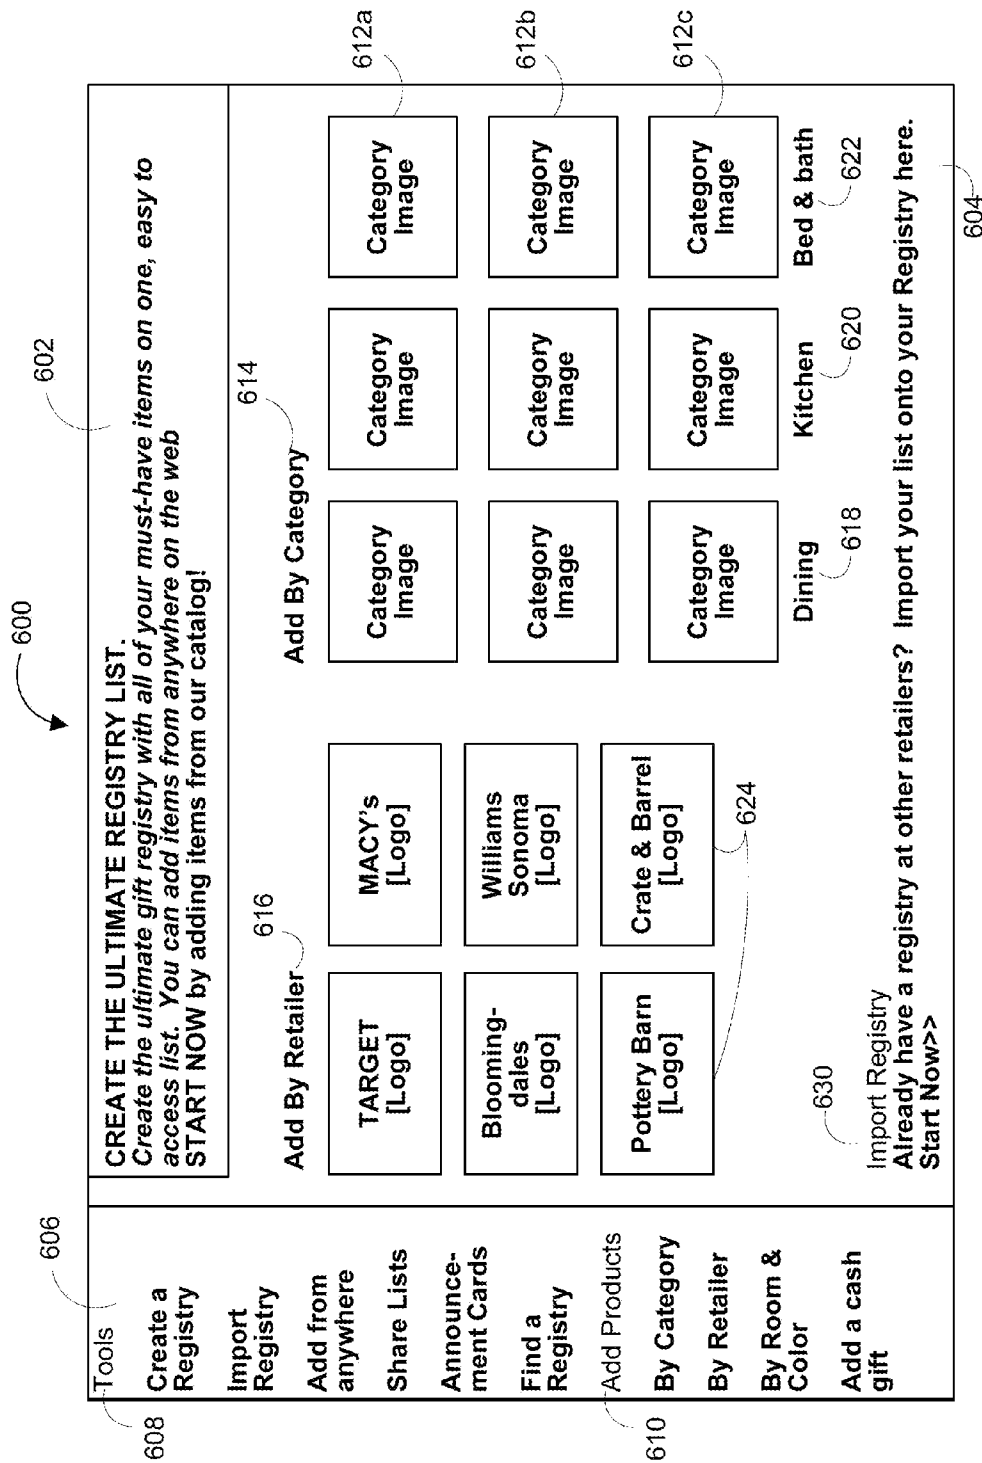 600
602
CREATE THE ULTIMATE REGISTRY LIST.
Create the ultimate gift registry with all of your must-have items on one, easy to
access list. You can add items from anywhere on the web
START NOW by adding items from our catalog!
606
608
Tools
Create a
Registry
Import
Registry
Add from
anywhere
Share Lists
Announce-
ment Cards
Find a
Registry
610
Add Products
By Category
By Retailer
By Room &
Color
Add a cash
gift
Add By Retailer
616
TARGET
[Logo]
MACY's
[Logo]
Blooming-
dales
[Logo]
Williams
Sonoma
[Logo]
Pottery Barn
[Logo]
Crate & Barrel
[Logo]
624
Add By Category
614
Category
Image
Category
Image
Category
Image
612a
Category
Image
Category
Image
Category
Image
612b
Category
Image
Category
Image
Category
Image
612c
Dining
Kitchen
Bed & bath
618
620
622
630
Import Registry
Already have a registry at other retailers? Import your list onto your Registry here.
Start Now>>
604